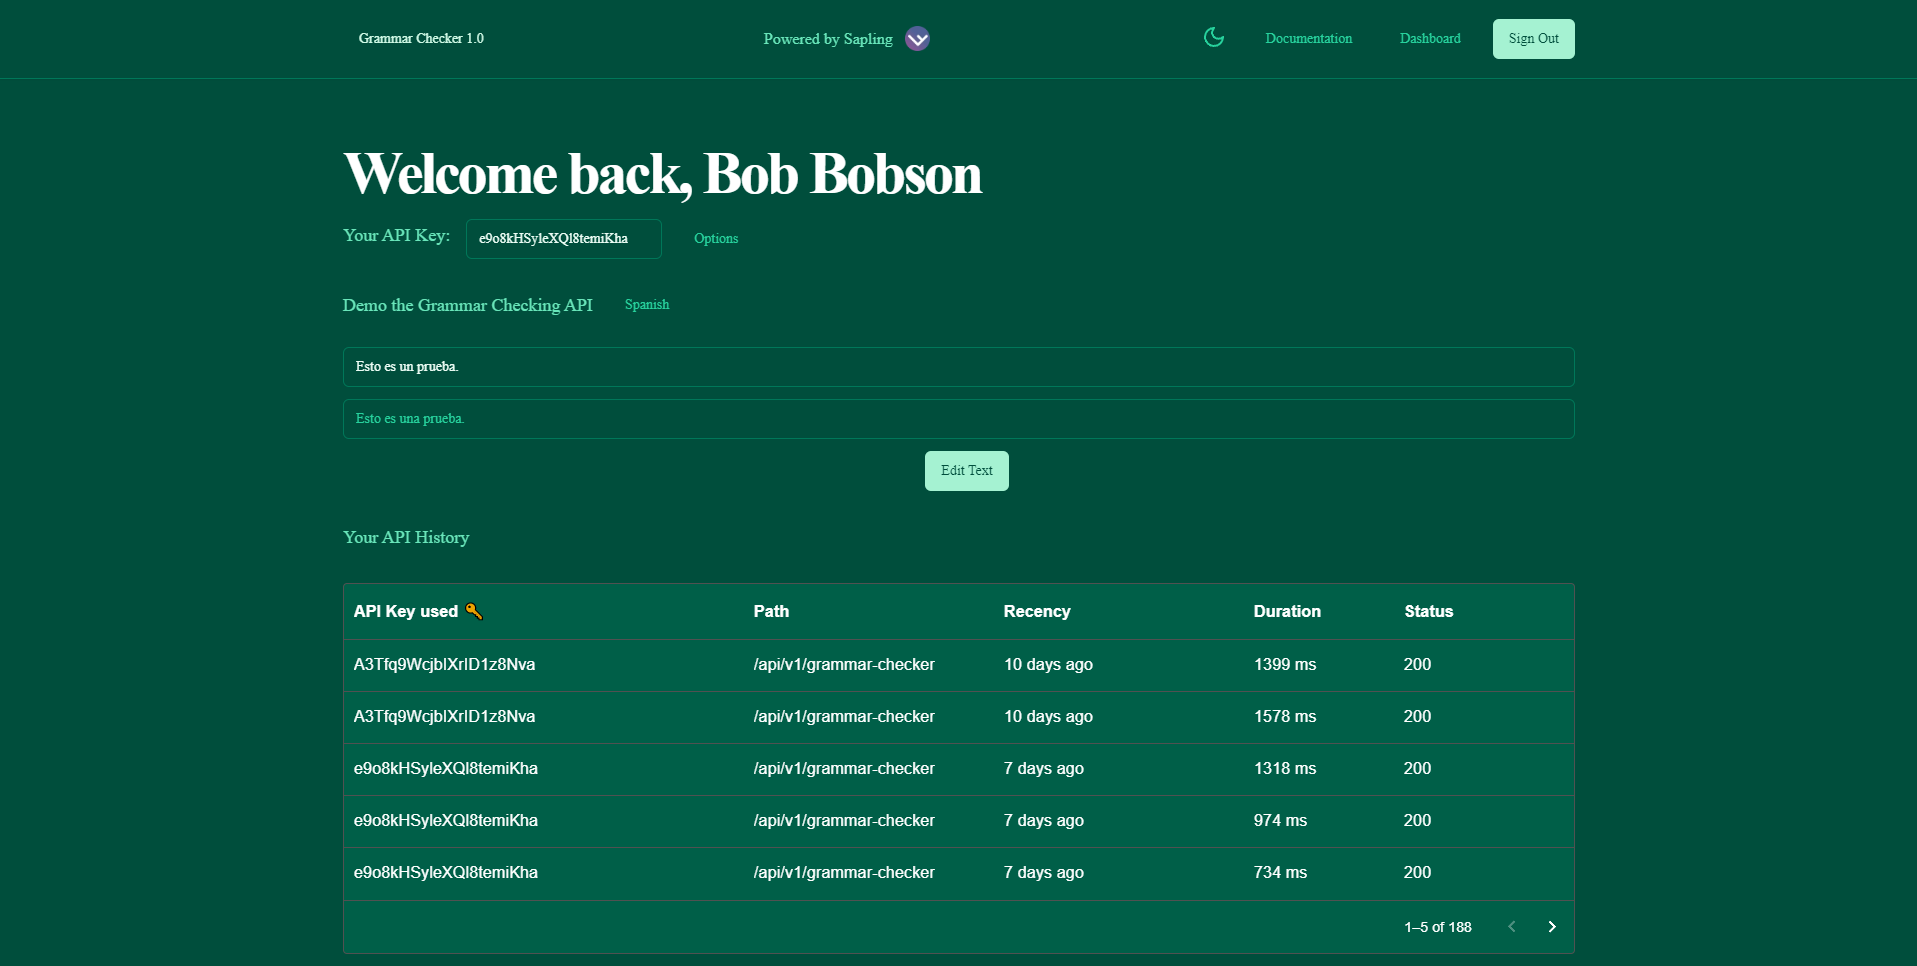 Grammar Checker 1.0
Powered by Sapling
Documentation
Dashboard
Sign Out
Welcome back, Bob Bobson
Your API Key: e9o8kHSyleXQl8temiKha Options
Demo the Grammar Checking API Spanish
Esto es un prueba.
Esto es una prueba.
Edit Text
Your API History
API Key used Path Recency Duration Status
A3Tfq9WcjblXrlD1z8Nva /api/v1/grammar-checker 10 days ago 1399 ms 200
A3Tfq9WcjblXrlD1z8Nva /api/v1/grammar-checker 10 days ago 1578 ms 200
e9o8kHSyleXQl8temiKha /api/v1/grammar-checker 7 days ago 1318 ms 200
e9o8kHSyleXQl8temiKha /api/v1/grammar-checker 7 days ago 974 ms 200
e9o8kHSyleXQl8temiKha /api/v1/grammar-checker 7 days ago 734 ms 200
1–5 of 188